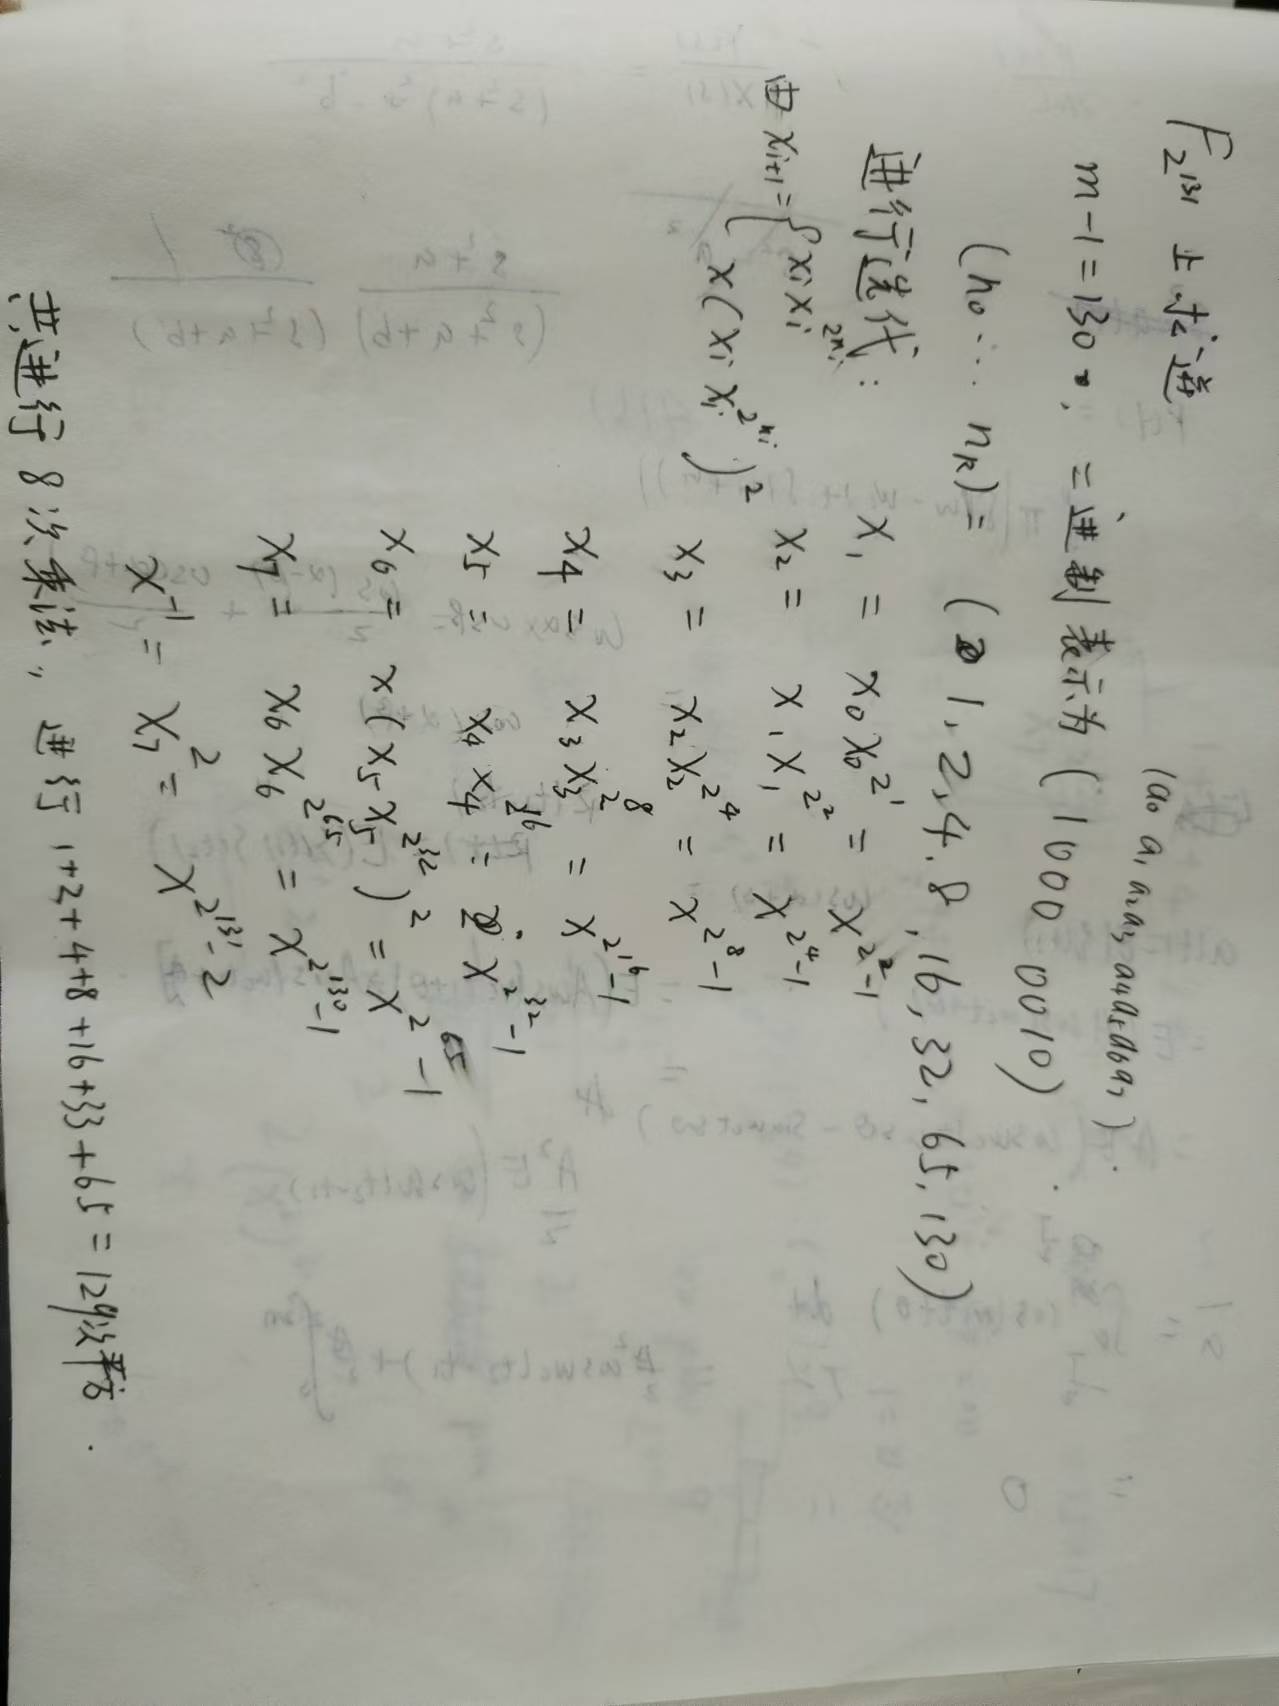 F_{2^{131}} 上求逆
(a_0 a_1 a_2 a_3 a_4 a_5 a_6 a_7)
m-1=130, 二进制表示为 (1000 0010)
(n_0 ... n_k) = (1, 2, 4, 8, 16, 32, 65, 130)
进行迭代:
由 x_{i+1} = { x_i x_i^{2^{n_i}}
x(x_i x_i^{2^{n_i}})^2
x_1 = x_0 x_0^{2^1} = x^{2^2-1}
x_2 = x_1 x_1^{2^2} = x^{2^4-1}
x_3 = x_2 x_2^{2^4} = x^{2^8-1}
x_4 = x_3 x_3^{2^8} = x^{2^{16}-1}
x_5 = x_4 x_4^{2^{16}} = x^{2^{32}-1}
x_6 = x(x_5 x_5^{2^{32}})^2 = x^{2^{65}-1}
x_7 = x_6 x_6^{2^{65}} = x^{2^{130}-1}
x^{-1} = x_7^2 = x^{2^{131}-2}
共进行 8 次乘法, 进行 1+2+4+8+16+33+65=129次平方.